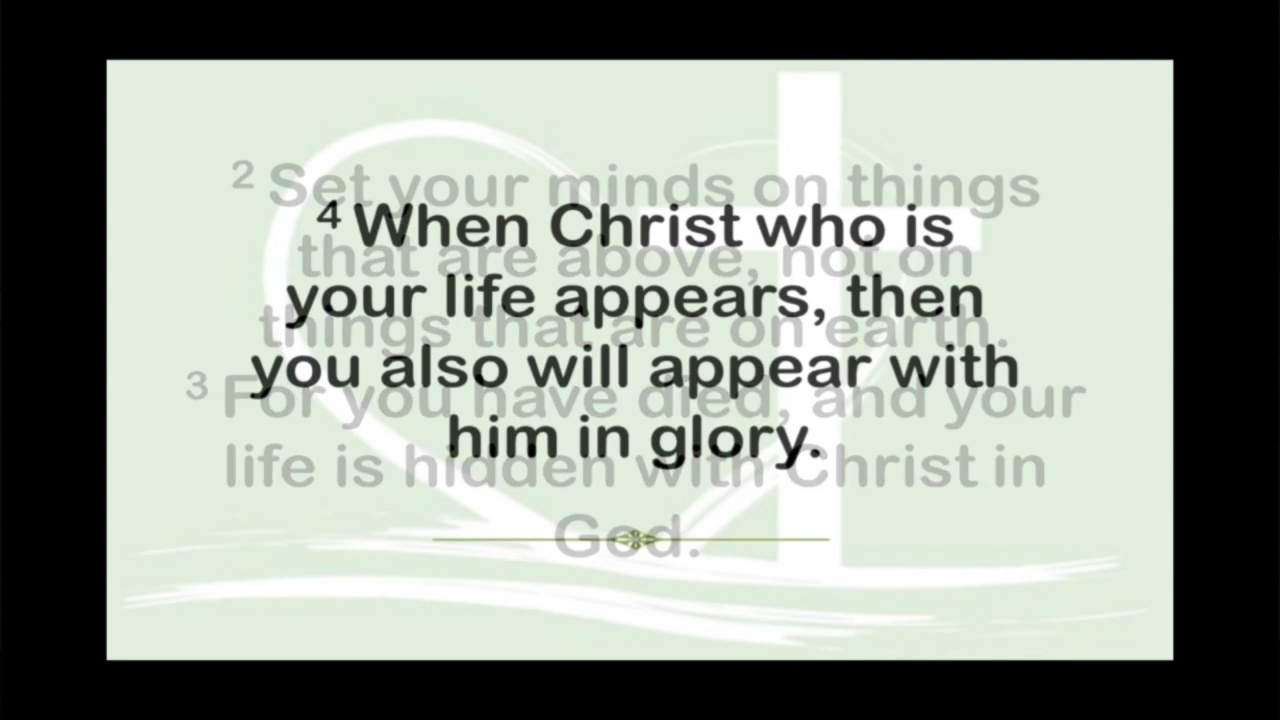 ² Set your minds on things
that are above, not on
things that are on earth.
³ For you have died, and your
life is hidden with Christ in
God.
⁴ When Christ who is
your life appears, then
you also will appear with
him in glory.